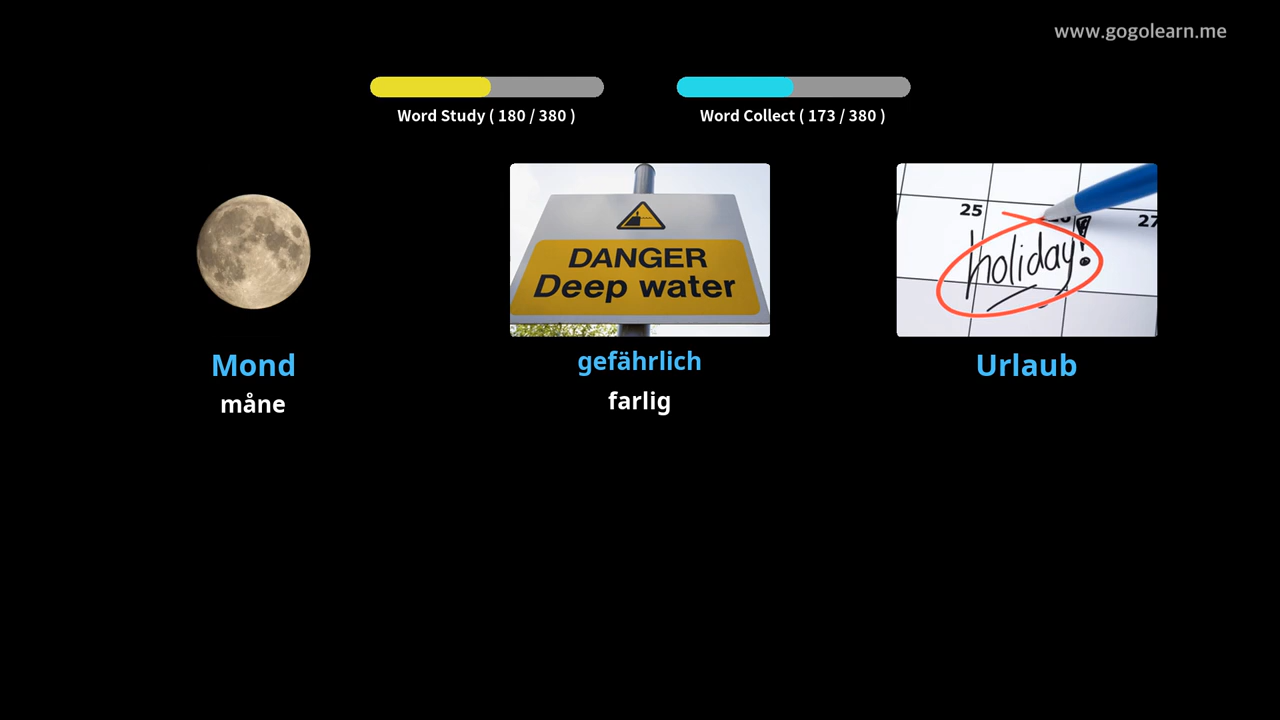 www.gogolearn.me
Word Study ( 180 / 380 )
Word Collect ( 173 / 380 )
DANGER
Deep water
25
27
holiday!
Mond
gefährlich
Urlaub
måne
farlig